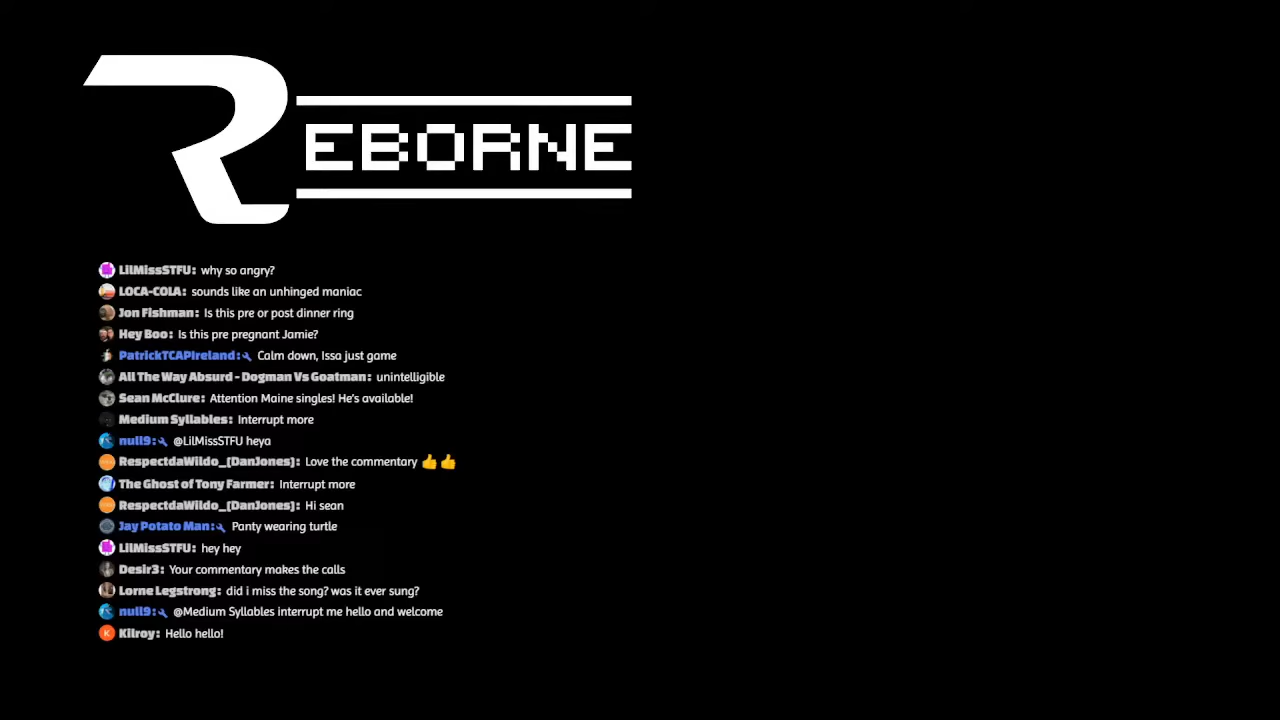 REBORNE
LilMissSTFU: why so angry?
LOCA-COLA: sounds like an unhinged maniac
Jon Fishman: Is this pre or post dinner ring
Hey Boo: Is this pre pregnant Jamie?
PatrickTCAPIreland: Calm down, Issa just game
All The Way Absurd - Dogman Vs Goatman: unintelligible
Sean McClure: Attention Maine singles! He's available!
Medium Syllables: Interrupt more
null9: @LilMissSTFU heya
RespectdaWildo_(DanJones): Love the commentary 👍👍
The Ghost of Tony Farmer: Interrupt more
RespectdaWildo_(DanJones): Hi sean
Jay Potato Man: Panty wearing turtle
LilMissSTFU: hey hey
Desir3: Your commentary makes the calls
Lorne Legstrong: did i miss the song? was it ever sung?
null9: @Medium Syllables interrupt me hello and welcome
K Kilroy: Hello hello!